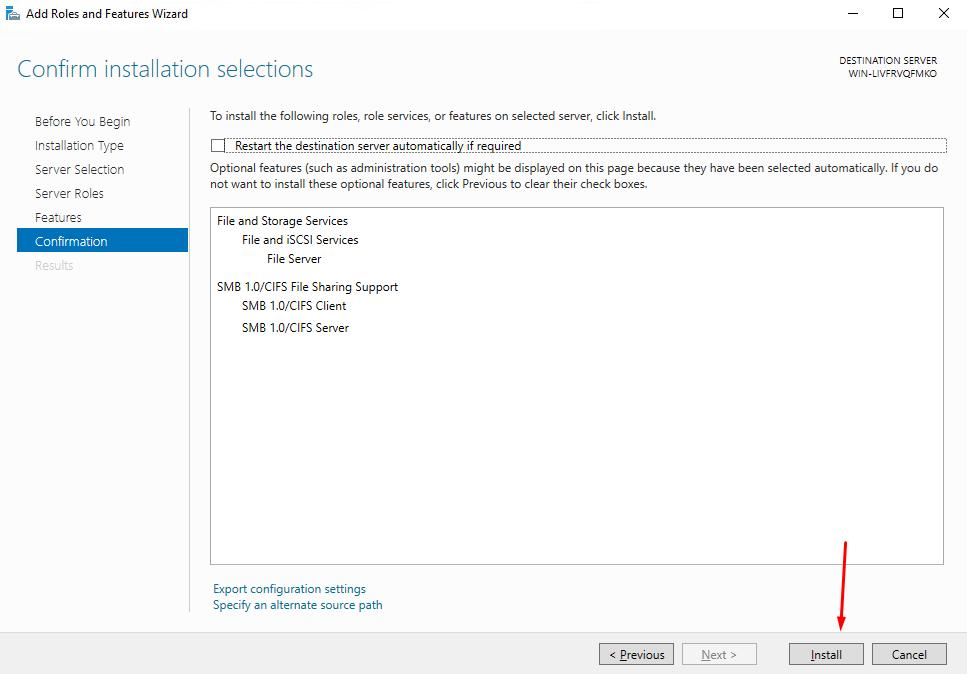 Add Roles and Features Wizard
Confirm installation selections
DESTINATION SERVER
WIN-LIVFRVQFMKO
Before You Begin
Installation Type
Server Selection
Server Roles
Features
Confirmation
Results
To install the following roles, role services, or features on selected server, click Install.
Restart the destination server automatically if required
Optional features (such as administration tools) might be displayed on this page because they have been selected automatically. If you do
not want to install these optional features, click Previous to clear their check boxes.
File and Storage Services
File and iSCSI Services
File Server
SMB 1.0/CIFS File Sharing Support
SMB 1.0/CIFS Client
SMB 1.0/CIFS Server
Export configuration settings
Specify an alternate source path
< Previous
Next >
Install
Cancel